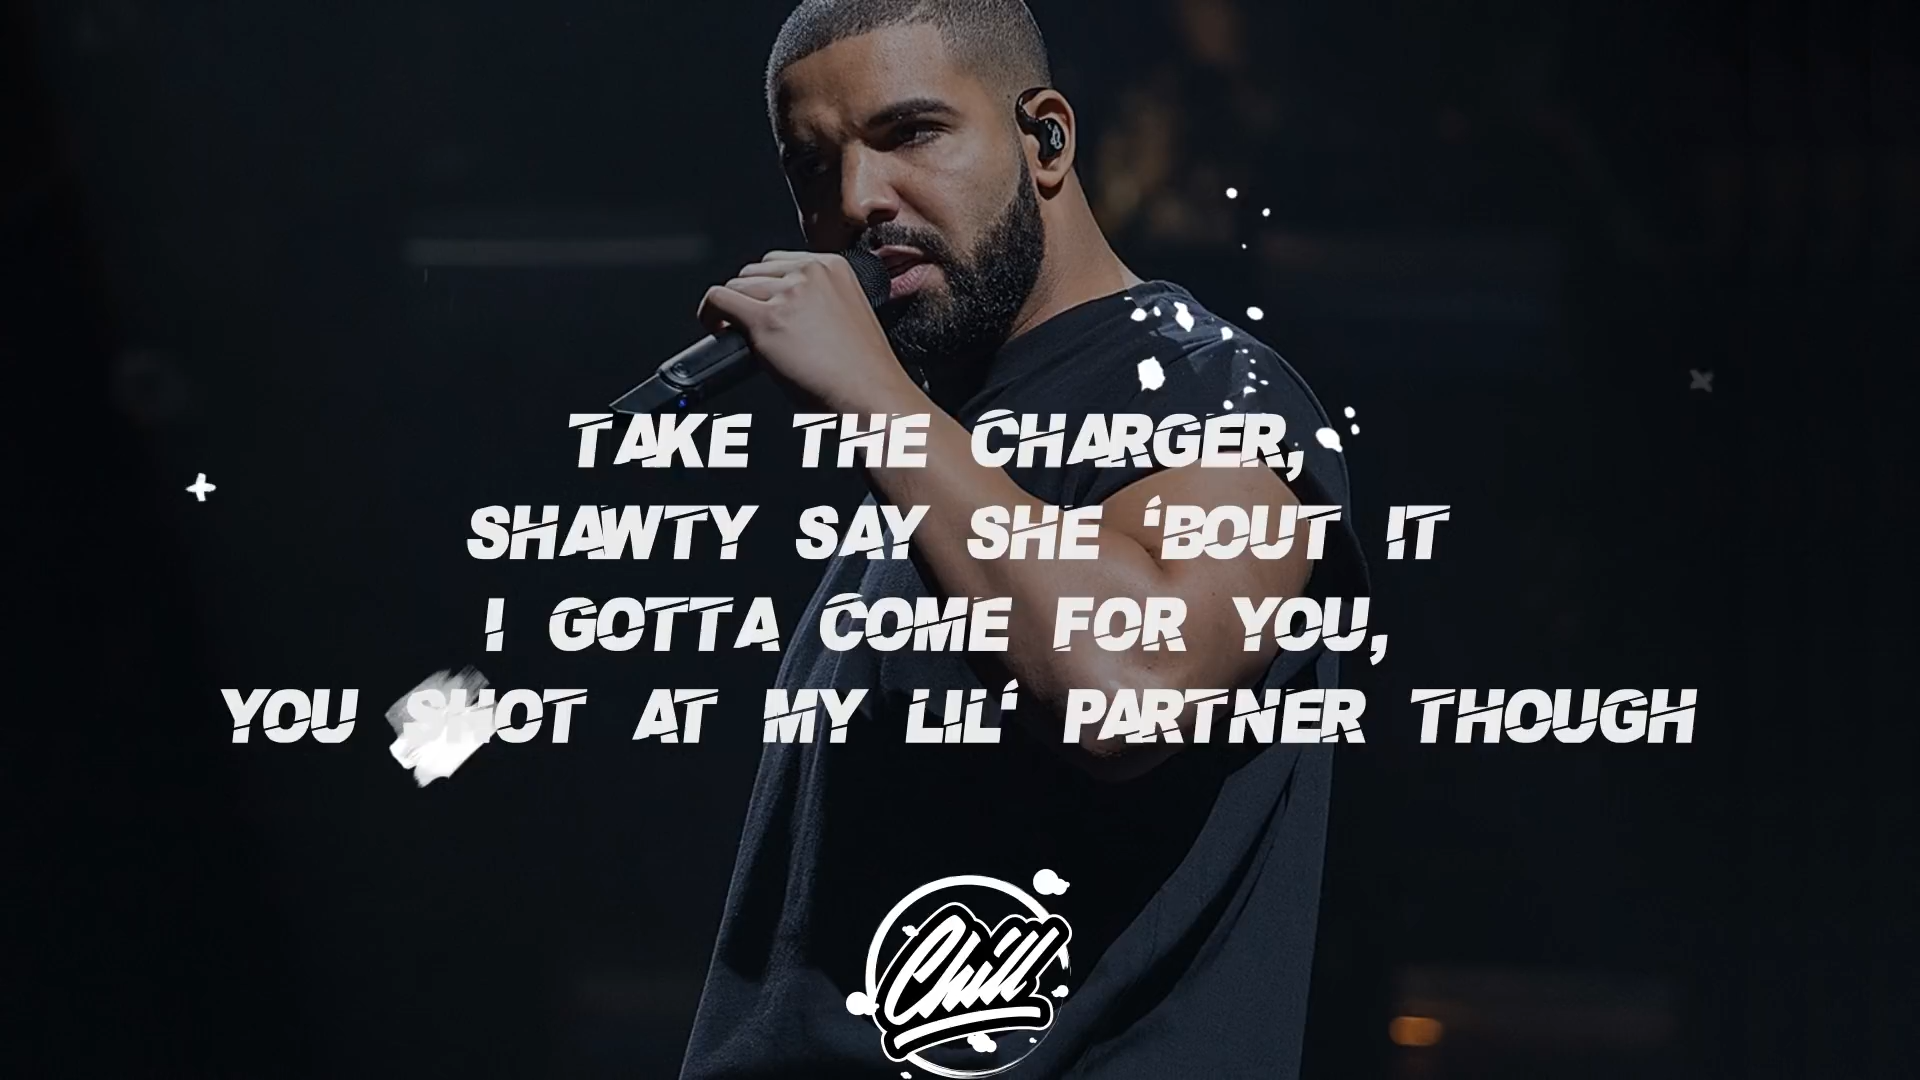 TAKE THE CHARGER,
SHAWTY SAY SHE ‘BOUT IT
I GOTTA COME FOR YOU,
YOU SHOT AT MY LIL‘ PARTNER THOUGH
Chill